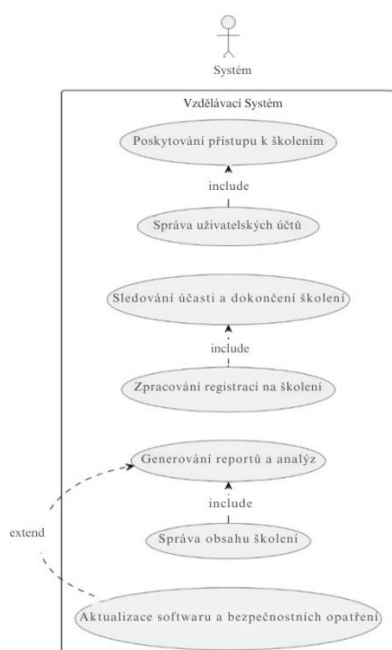 Systém
Vzdělávací Systém
Poskytování přístupu k školením
include
Správa uživatelských účtů
Sledování účasti a dokončení školení
include
Zpracování registrací na školení
Generování reportů a analýz
include
extend
Správa obsahu školení
Aktualizace softwaru a bezpečnostních opatření